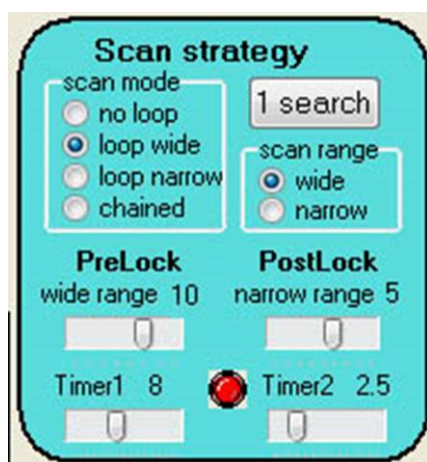 Scan strategy
scan mode
no loop
loop wide
loop narrow
chained
1 search
scan range
wide
narrow
PreLock
wide range 10
PostLock
narrow range 5
Timer1 8
Timer2 2.5